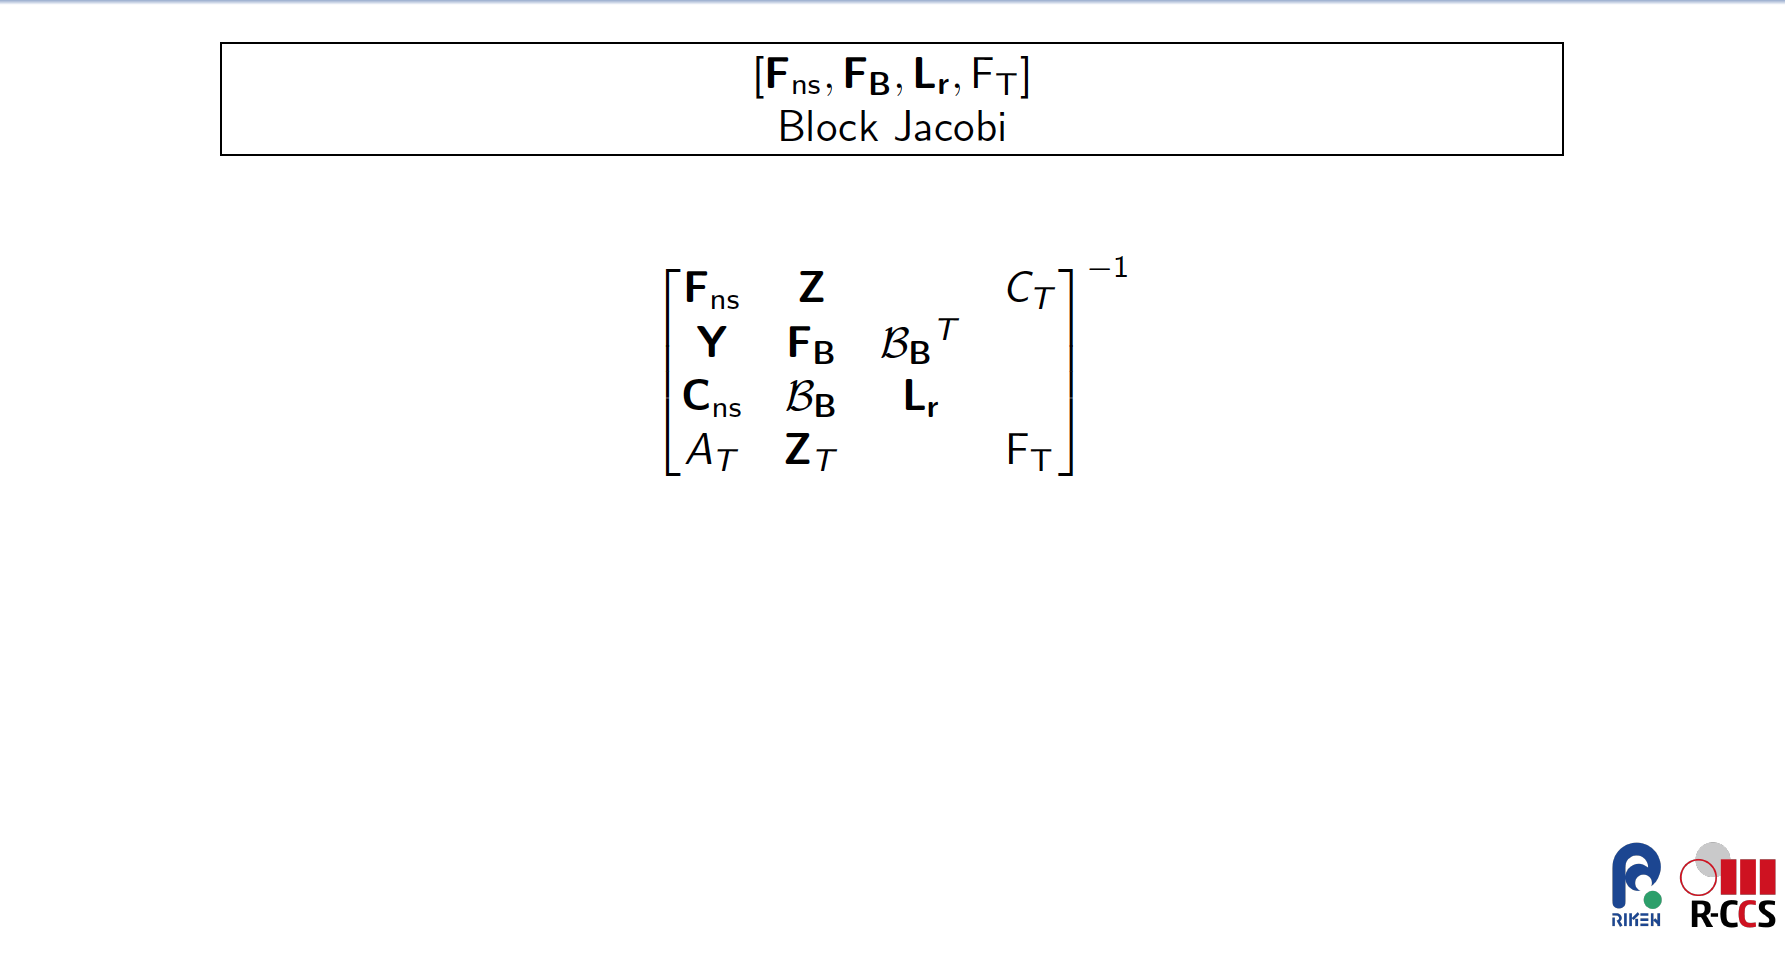 [F_ns, F_B, L_r, F_T]
Block Jacobi
F_ns Z C_T −1
Y F_B ℬ_B^T
C_ns ℬ_B L_r
A_T Z_T F_T
RIKEN R-CCS